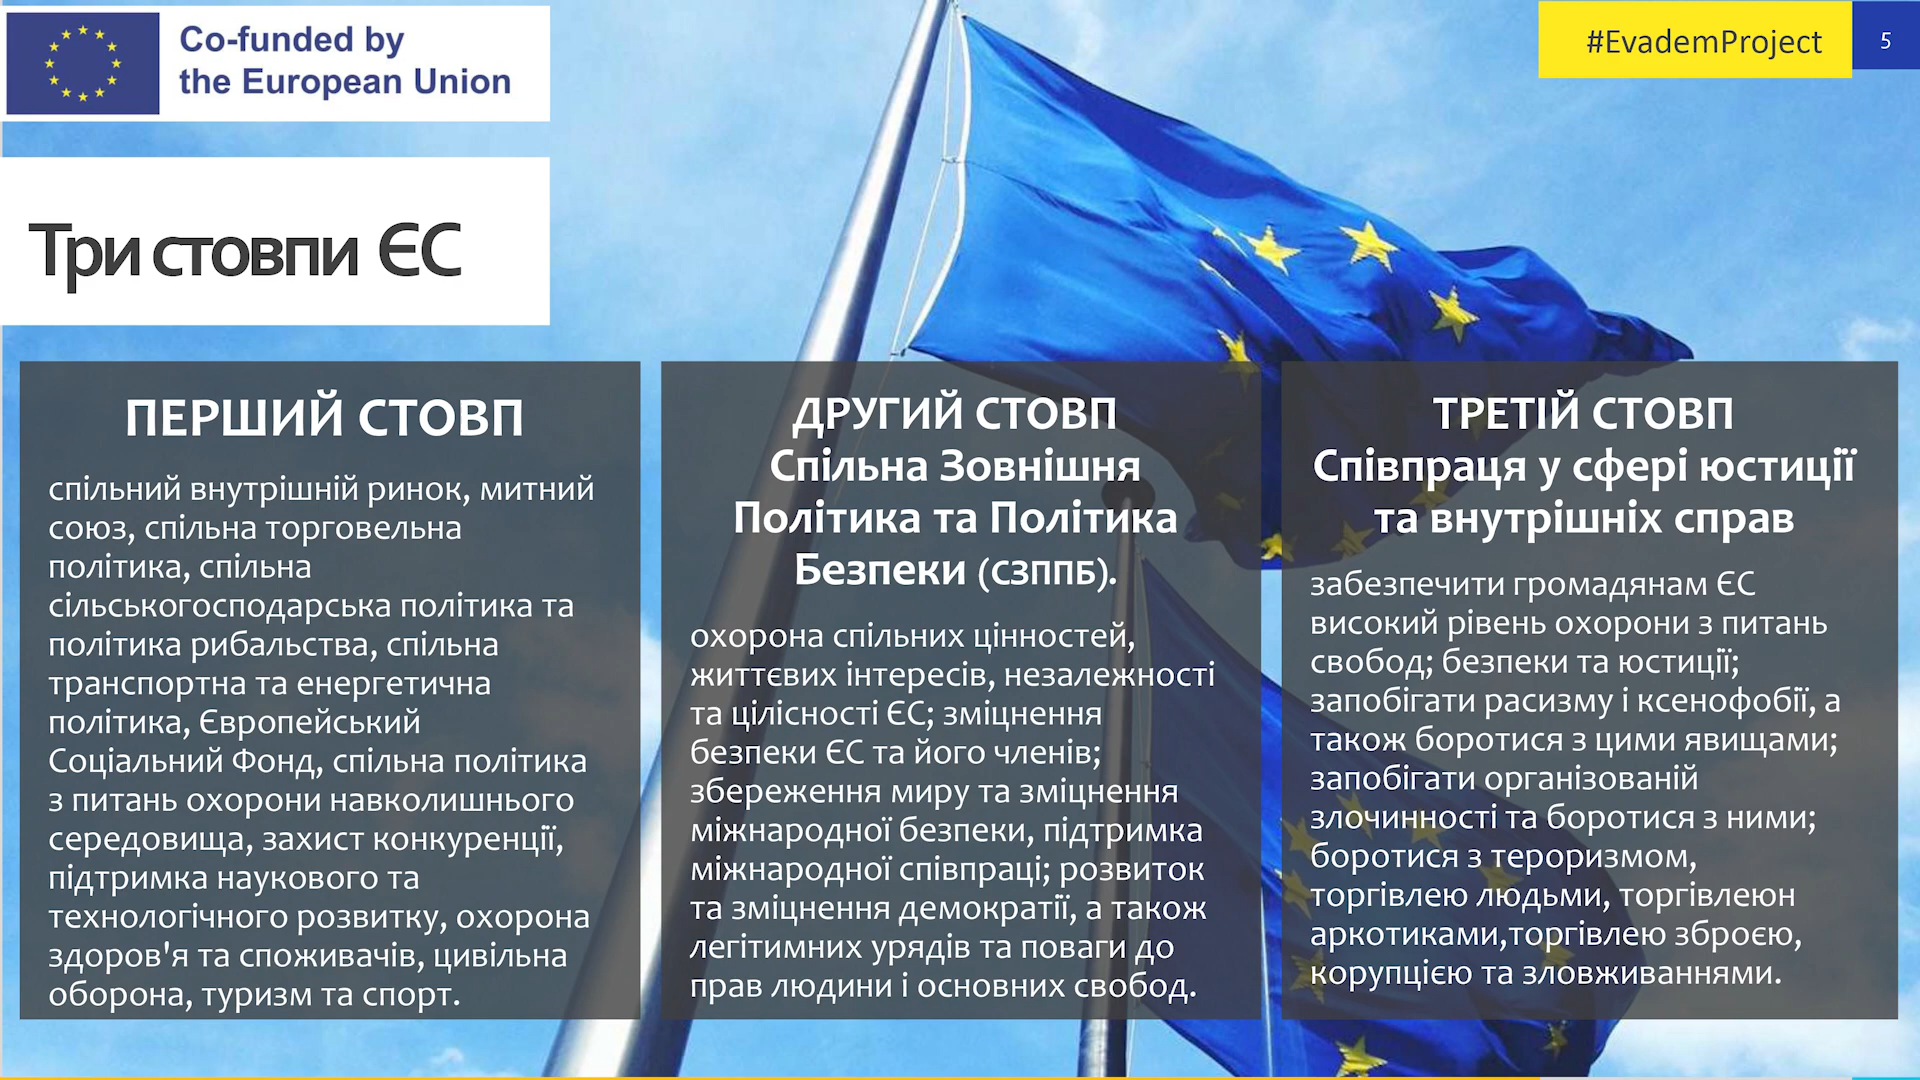 Co-funded by
the European Union
#EvademProject
5
Три стовпи ЄС
ПЕРШИЙ СТОВП
спільний внутрішній ринок, митний
союз, спільна торговельна
політика, спільна
сільськогосподарська політика та
політика рибальства, спільна
транспортна та енергетична
політика, Європейський
Соціальний Фонд, спільна політика
з питань охорони навколишнього
середовища, захист конкуренції,
підтримка наукового та
технологічного розвитку, охорона
здоров'я та споживачів, цивільна
оборона, туризм та спорт.
ДРУГИЙ СТОВП
Спільна Зовнішня
Політика та Політика
Безпеки (СЗППБ).
охорона спільних цінностей,
життєвих інтересів, незалежності
та цілісності ЄС; зміцнення
безпеки ЄС та його членів;
збереження миру та зміцнення
міжнародної безпеки, підтримка
міжнародної співпраці; розвиток
та зміцнення демократії, а також
легітимних урядів та поваги до
прав людини і основних свобод.
ТРЕТІЙ СТОВП
Співпраця у сфері юстиції
та внутрішніх справ
забезпечити громадянам ЄС
високий рівень охорони з питань
свобод; безпеки та юстиції;
запобігати расизму і ксенофобії, а
також боротися з цими явищами;
запобігати організованій
злочинності та боротися з ними;
боротися з тероризмом,
торгівлею людьми, торгівлеюн
аркотиками,торгівлею зброєю,
корупцією та зловживаннями.